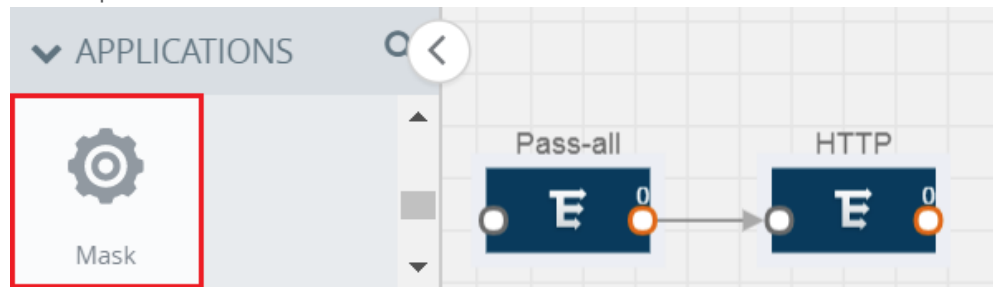 APPLICATIONS
Mask
Pass-all
HTTP
0
0